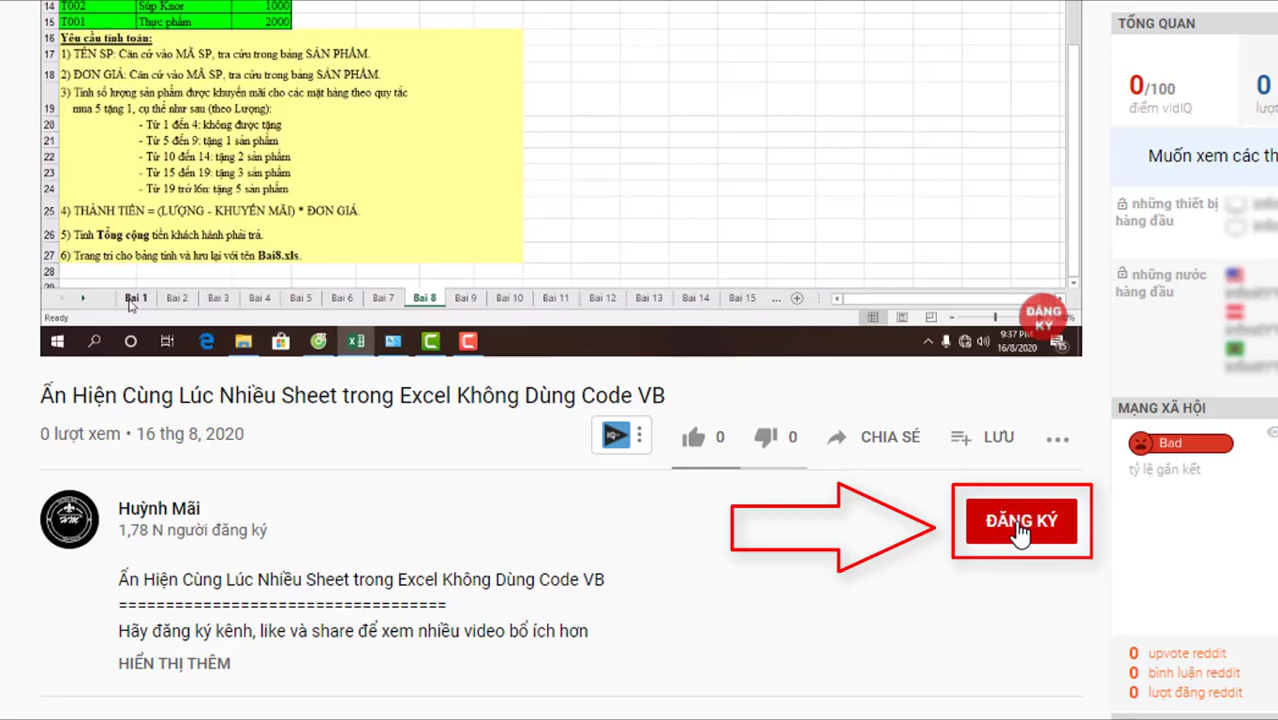 14 T002 Súp Knor 1000
15 T001 Thực phẩm 2000
16 Yêu cầu tính toán:
17 1) TÊN SP: Căn cứ vào MÃ SP, tra cứu trong bảng SẢN PHẨM.
18 2) ĐƠN GIÁ: Căn cứ vào MÃ SP, tra cứu trong bảng SẢN PHẨM.
3) Tính số lượng sản phẩm được khuyến mãi cho các mặt hàng theo quy tắc
19 mua 5 tặng 1, cụ thể như sau (theo Lượng):
20 - Từ 1 đến 4: không được tặng
21 - Từ 5 đến 9: tặng 1 sản phẩm
22 - Từ 10 đến 14: tặng 2 sản phẩm
23 - Từ 15 đến 19: tặng 3 sản phẩm
24 - Từ 19 trở lên: tặng 5 sản phẩm
25 4) THÀNH TIỀN = (LƯỢNG - KHUYẾN MÃI) * ĐƠN GIÁ.
26 5) Tính Tổng cộng tiền khách hành phải trả.
27 6) Trang trí cho bảng tính và lưu lại với tên Bai8.xls.
28
29
Bai 1 Bai 2 Bai 3 Bai 4 Bai 5 Bai 6 Bai 7 Bai 8 Bai 9 Bai 10 Bai 11 Bai 12 Bai 13 Bai 14 Bai 15 ...
Ready
ĐĂNG
KÝ
9:37 PM
16/8/2020
15
Ẩn Hiện Cùng Lúc Nhiều Sheet trong Excel Không Dùng Code VB
0 lượt xem • 16 thg 8, 2020
IQ 0 0 CHIA SẺ LƯU
Huỳnh Mãi
1,78 N người đăng ký
HM
ĐĂNG KÝ
Ẩn Hiện Cùng Lúc Nhiều Sheet trong Excel Không Dùng Code VB
===================================
Hãy đăng ký kênh, like và share để xem nhiều video bổ ích hơn
HIỂN THỊ THÊM
TỔNG QUAN
0/100 0
điểm vidIQ
Muốn xem các
những thiết bị
hàng đầu
những nước
hàng đầu
MẠNG XÃ HỘI
Bad
tỷ lệ gắn kết
0 upvote reddit
0 bình luận reddit
0 lượt đăng reddit